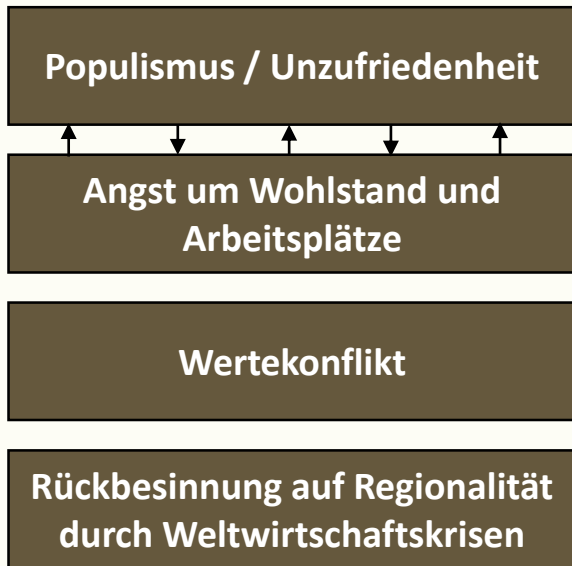 Populismus / Unzufriedenheit
Angst um Wohlstand und
Arbeitsplätze
Wertekonflikt
Rückbesinnung auf Regionalität
durch Weltwirtschaftskrisen